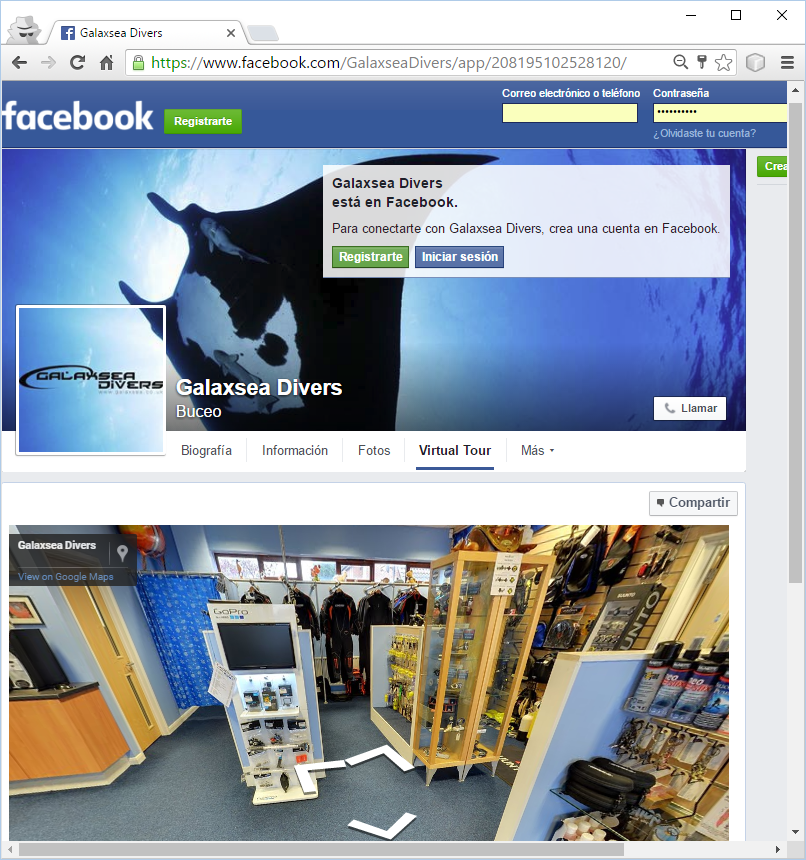 Galaxsea Divers
https://www.facebook.com/GalaxseaDivers/app/208195102528120/
Correo electrónico o teléfono
Contraseña
facebook
Registrarte
••••••••••
¿Olvidaste tu cuenta?
Crea
Galaxsea Divers
está en Facebook.
Para conectarte con Galaxsea Divers, crea una cuenta en Facebook.
Registrarte
Iniciar sesión
GALAXSEA
DIVERS
Galaxsea Divers
Buceo
Llamar
Biografía
Información
Fotos
Virtual Tour
Más
Compartir
Galaxsea Divers
View on Google Maps
GoPro
SUUNTO